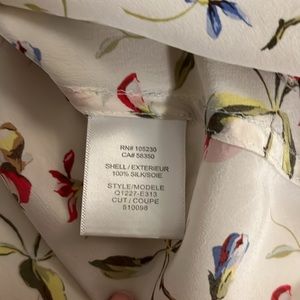 RN# 105230
CA# 58350
SHELL / EXTERIEUR
100% SILK/SOIE
STYLE/MODELE
Q1227-E313
CUT / COUPE
810098